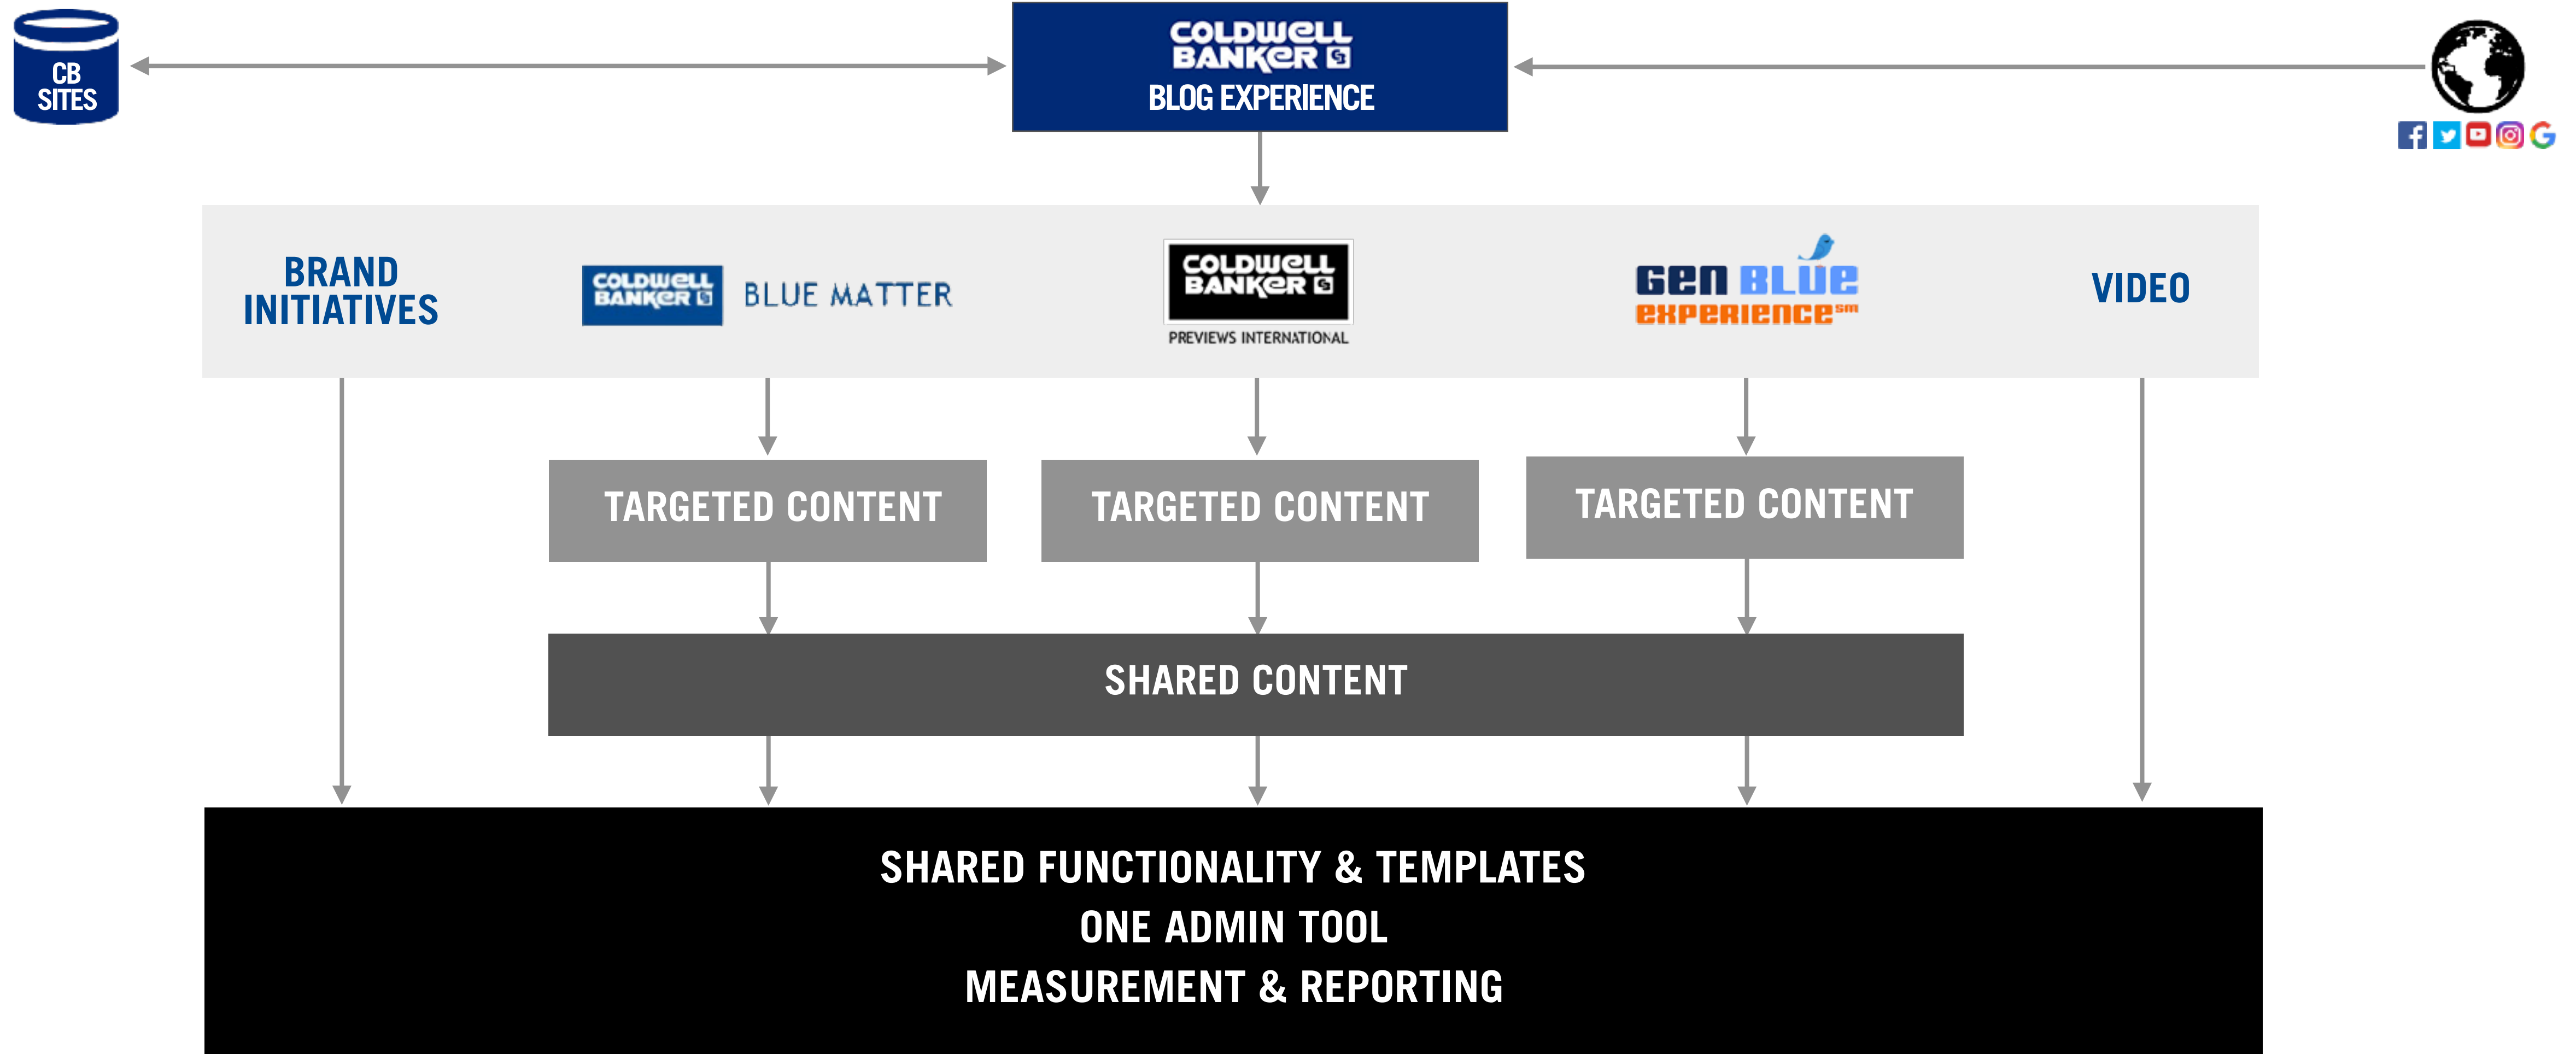 CB
SITES
COLDWELL
BANKER
BLOG EXPERIENCE
BRAND
INITIATIVES
COLDWELL
BANKER
BLUE MATTER
COLDWELL
BANKER
PREVIEWS INTERNATIONAL
GEN BLUE
EXPERIENCE℠
VIDEO
TARGETED CONTENT
TARGETED CONTENT
TARGETED CONTENT
SHARED CONTENT
SHARED FUNCTIONALITY & TEMPLATES
ONE ADMIN TOOL
MEASUREMENT & REPORTING